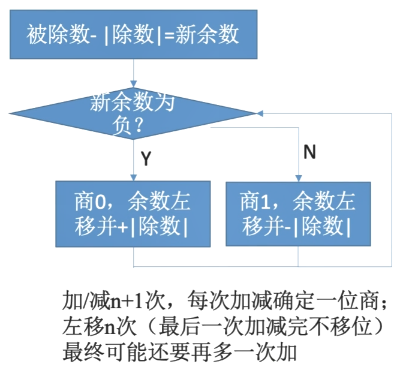 被除数- |除数|=新余数
新余数为
负？
Y
N
商0，余数左
移并+|除数|
商1，余数左
移并-|除数|
加/减n+1次，每次加减确定一位商；
左移n次（最后一次加减完不移位）
最终可能还要再多一次加